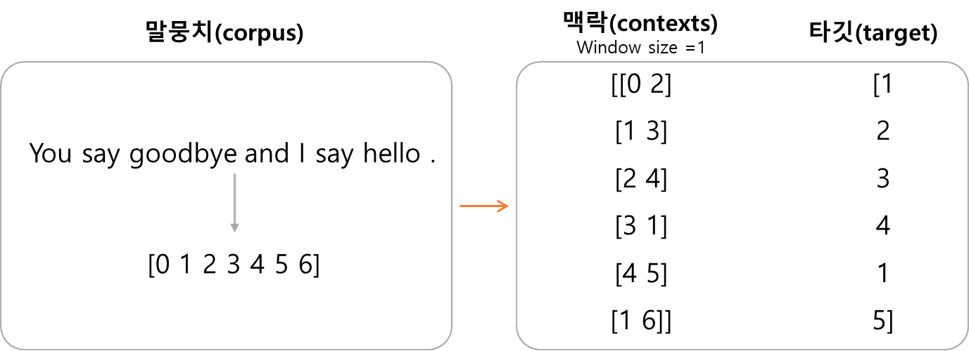 말뭉치(corpus)
맥락(contexts)
타깃(target)
Window size =1
You say goodbye and I say hello .
[0 1 2 3 4 5 6]
[[0 2]
[1
[1 3]
2
[2 4]
3
[3 1]
4
[4 5]
1
[1 6]]
5]